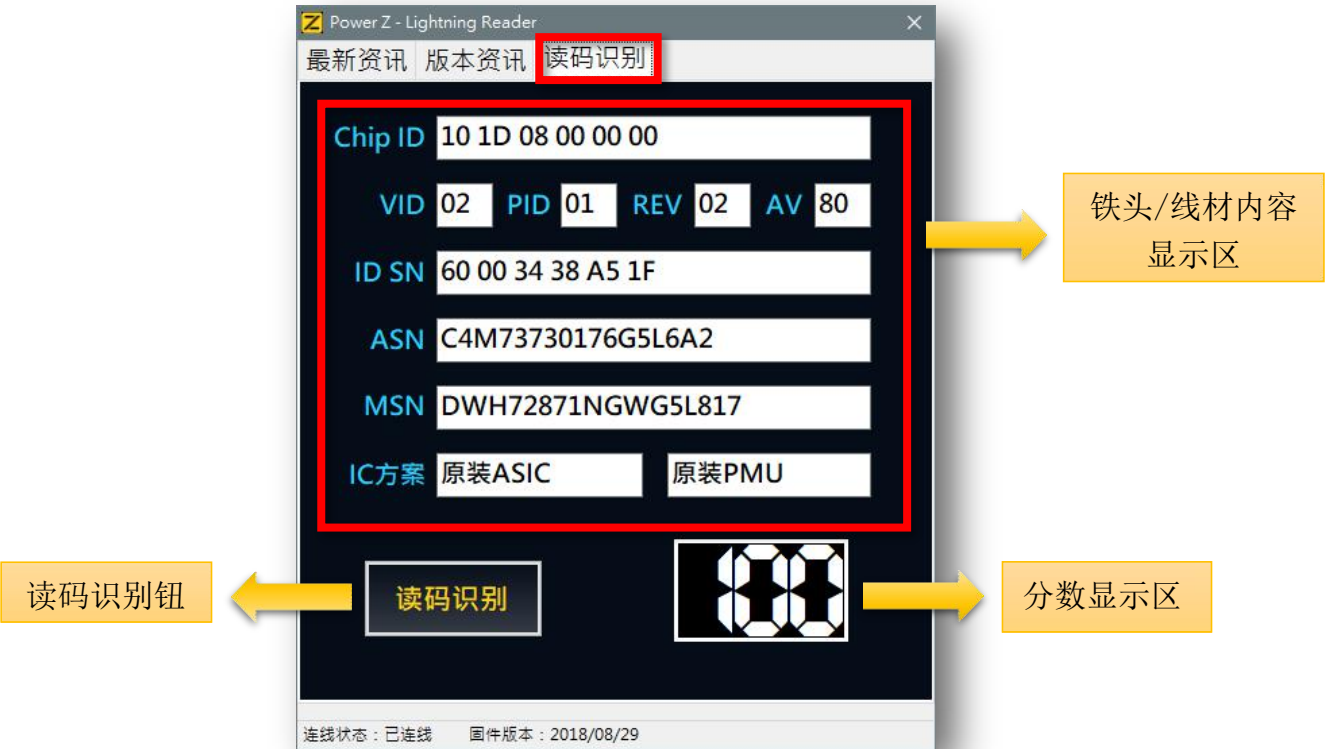 Power Z - Lightning Reader
最新资讯 版本资讯 读码识别
Chip ID 10 1D 08 00 00 00
VID 02 PID 01 REV 02 AV 80
铁头/线材内容
显示区
ID SN 60 00 34 38 A5 1F
ASN C4M73730176G5L6A2
MSN DWH72871NGWG5L817
IC方案 原装ASIC 原装PMU
读码识别钮
读码识别
100
分数显示区
连线状态：已连线 固件版本：2018/08/29